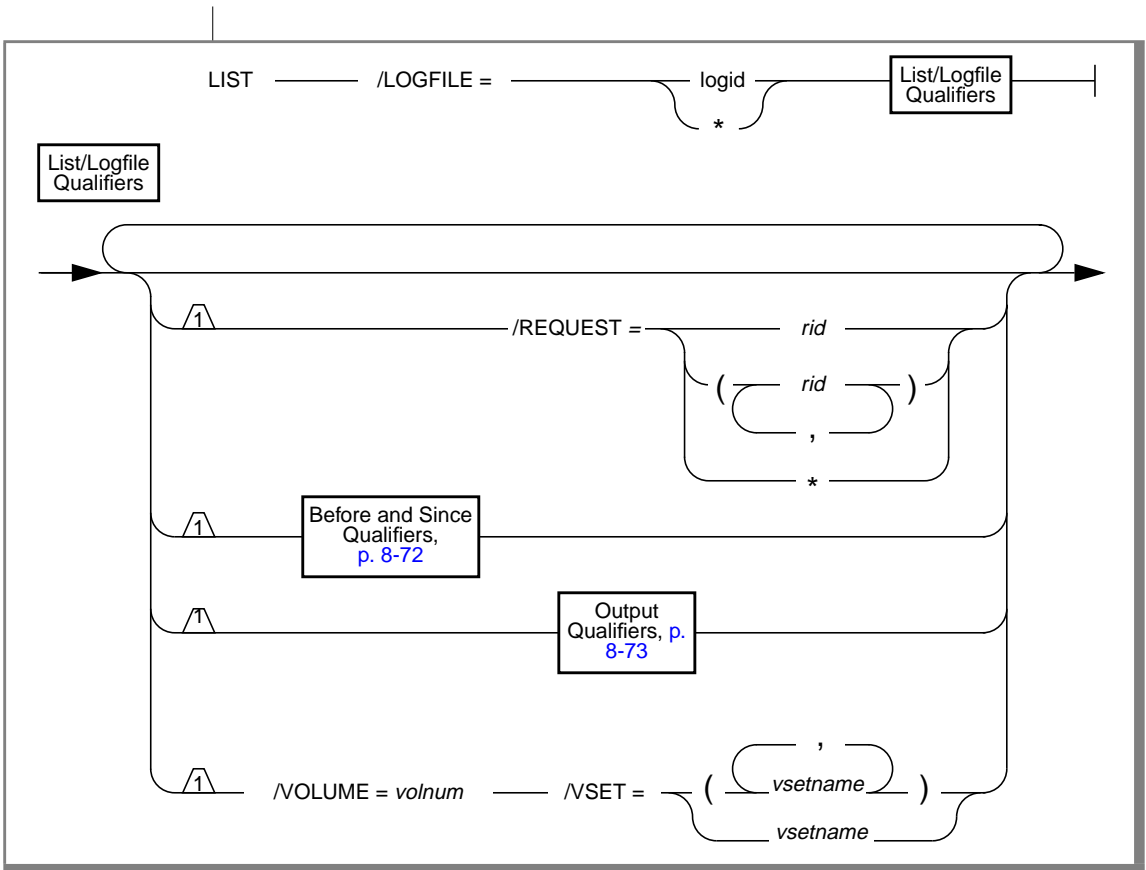 LIST /LOGFILE = logid List/Logfile
Qualifiers
*
List/Logfile
Qualifiers
1 /REQUEST = rid
( rid )
,
*
1 Before and Since
Qualifiers,
p. 8-72
1 Output
Qualifiers, p.
8-73
,
1 /VOLUME = volnum /VSET = ( vsetname )
vsetname